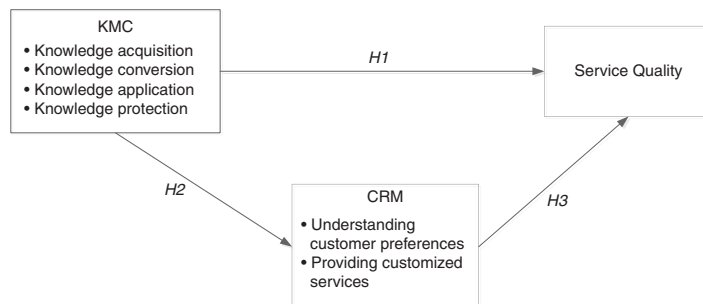 KMC
• Knowledge acquisition
• Knowledge conversion
• Knowledge application
• Knowledge protection
H1
Service Quality
H2
CRM
• Understanding
customer preferences
• Providing customized
services
H3